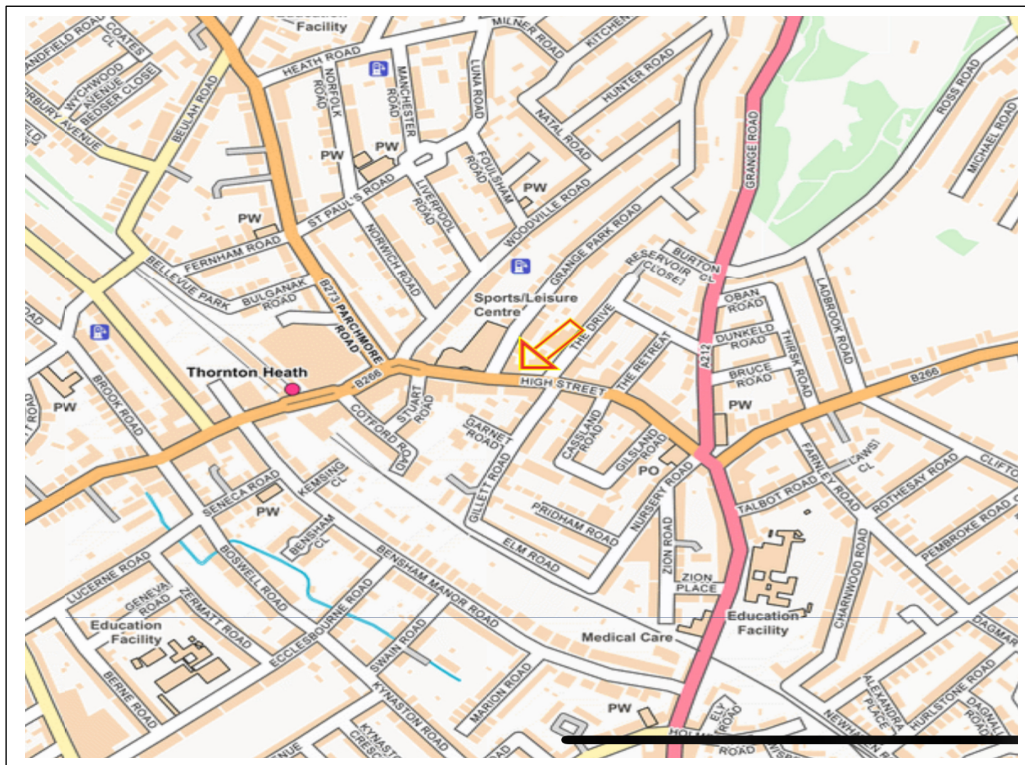 Education
Facility
MILNER ROAD
KITCHEN
COATES
CL
WYCHWOOD
AVENUE
BEDSER CLOSE
AVENUE
BEULAH ROAD
HEATH ROAD
NORFOLK
ROAD
MANCHESTER
ROAD
LUNA ROAD
HUNTER ROAD
NATAL ROAD
GRANGE ROAD
ROSS ROAD
MICHAEL ROAD
PW
PW
FOULSHAM
ROAD
PW
LIVERPOOL
ROAD
ST PAUL'S ROAD
PW
WOODVILLE ROAD
FERNHAM ROAD
NORWICH ROAD
BELLEVUE PARK
BULGANAK
ROAD
B273 PARCHMORE
ROAD
GRANGE PARK ROAD
BURTON
CL
RESERVOIR
(CLOSE)
OBAN
ROAD
LADBROOK ROAD
Sports/Leisure
Centre
THE DRIVE
DUNKELD
ROAD
THIRSK ROAD
THE RETREAT
A212
BRUCE ROAD
B266
Thornton Heath
B266
HIGH STREET
STUART
ROAD
COTFORD
ROAD
BROOK ROAD
PW
GARNET
ROAD
CASSLAND
ROAD
GILSLAND
ROAD
PW
PO
GILLETT ROAD
NURSERY ROAD
FARNLEY ROAD
LAWS)
CL
ROTHESAY ROAD
CLIFTO
TALBOT ROAD
SENECA ROAD
KEMSING
CL
PW
PRIDHAM ROAD
ELM ROAD
ZION ROAD
PEMBROKE ROAD
BENSHAM
CL
BENSHAM MANOR ROAD
BOSWELL ROAD
LUCERNE ROAD
GENEVA
ROAD
ZERMATT ROAD
ZION
PLACE
CHARNWOOD ROAD
Education
Facility
ECCLESBOURNE ROAD
SWAIN ROAD
Medical Care
Education
Facility
DAGMAR
BERNE ROAD
KYNASTON ROAD
MARION ROAD
PW
ELY
ROAD
ALEXANDRA
PLACE
HURLSTONE ROAD
DAGNALL
ROAD
KYNASTON
CRESC
HOLM
ROAD
NEWHAVEN